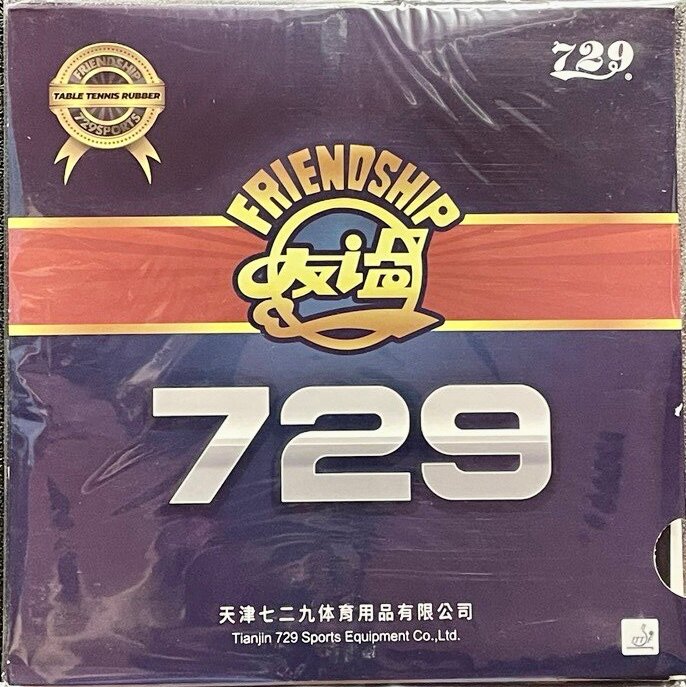 729
FRIENDSHIP
TABLE TENNIS RUBBER
729SPORTS
FRIENDSHIP
友谊
729
天津七二九体育用品有限公司
Tianjin 729 Sports Equipment Co.,Ltd.
ITTF